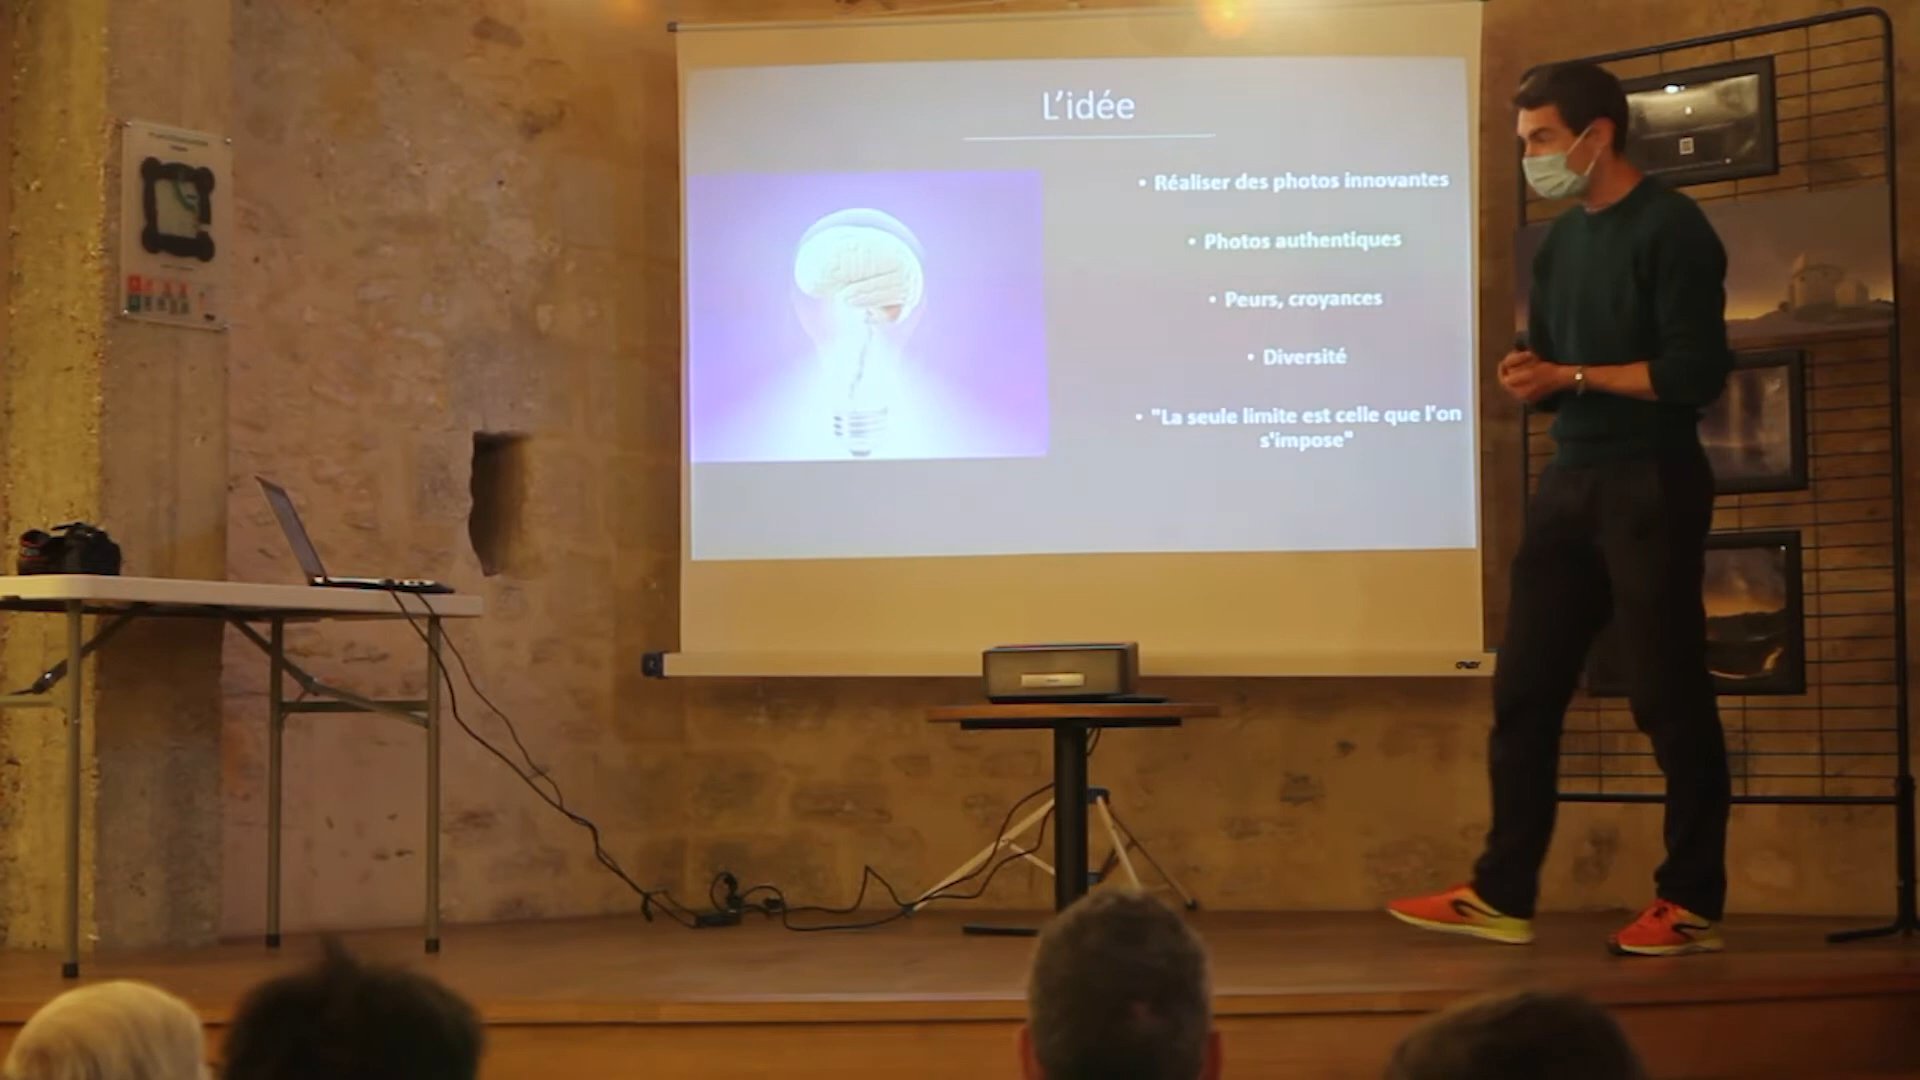 L'idée
• Réaliser des photos innovantes
• Photos authentiques
• Peurs, croyances
• Diversité
• "La seule limite est celle que l'on
s'impose"